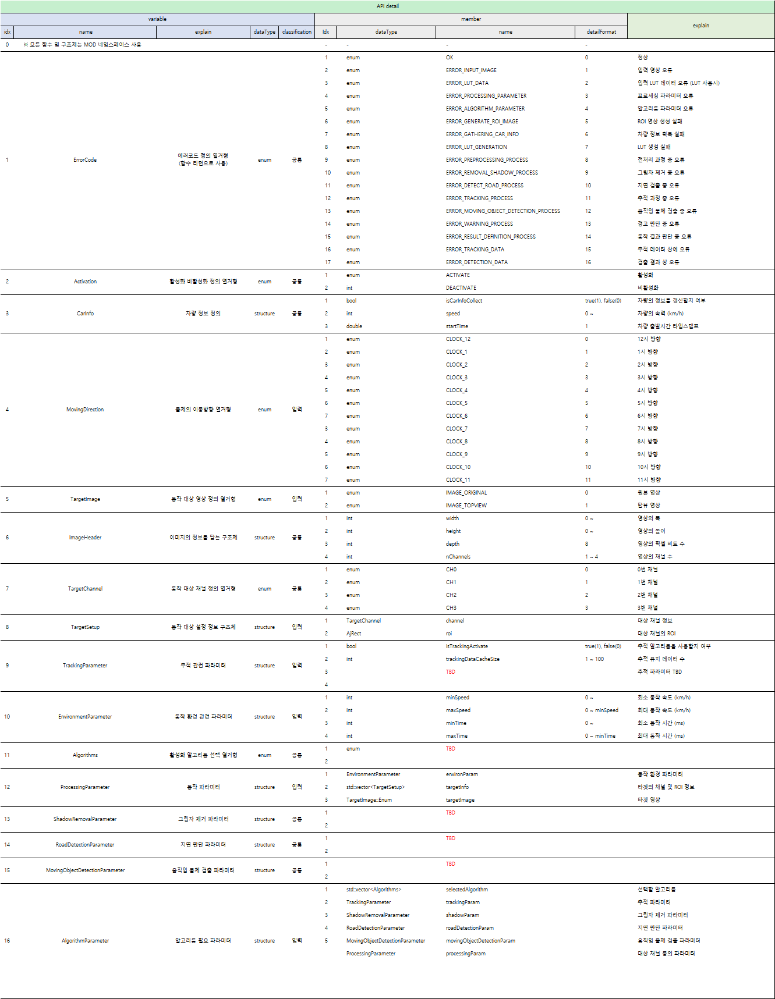 API detail
variable member explain
idx name explain dataType classification Idx dataType name detailFormat
0 ※ 모든 함수 및 구조체는 MOD 네임스페이스 사용 - - - -
1 enum OK 0 정상
2 enum ERROR_INPUT_IMAGE 1 입력 영상 오류
3 enum ERROR_LUT_DATA 2 입력 LUT 데이터 오류 (LUT 사용시)
4 enum ERROR_PROCESSING_PARAMETER 3 프로세싱 파라미터 오류
5 enum ERROR_ALGORITHM_PARAMETER 4 알고리듬 파라미터 오류
6 enum ERROR_GENERATE_ROI_IMAGE 5 ROI 영상 생성 실패
7 enum ERROR_GATHERING_CAR_INFO 6 차량 정보 획득 실패
8 enum ERROR_LUT_GENERATION 7 LUT 생성 실패
1 ErrorCode 에러코드 정의 열거형 (함수 리턴으로 사용) enum 공통 9 enum ERROR_PREPROCESSING_PROCESS 8 전처리 과정 중 오류
10 enum ERROR_REMOVAL_SHADOW_PROCESS 9 그림자 제거 중 오류
11 enum ERROR_DETECT_ROAD_PROCESS 10 지면 검출 중 오류
12 enum ERROR_TRACKING_PROCESS 11 추적 과정 중 오류
13 enum ERROR_MOVING_OBJECT_DETECTION_PROCESS 12 움직임 물체 검출 중 오류
14 enum ERROR_WARNING_PROCESS 13 경고 판단 중 오류
15 enum ERROR_RESULT_DEFINITION_PROCESS 14 동작 결과 판단 중 오류
16 enum ERROR_TRACKING_DATA 15 추적 데이터 상에 오류
17 enum ERROR_DETECTION_DATA 16 검출 결과 상 오류
2 Activation 활성화 비활성화 정의 열거형 enum 공통 1 enum ACTIVATE 활성화
2 int DEACTIVATE 비활성화
1 bool isCarInfoCollect true(1), false(0) 차량의 정보를 갱신할지 여부
3 CarInfo 차량 정보 정의 structure 공통 2 int speed 0 ~ 차량의 속력 (km/h)
3 double startTime 1 차량 출발시간 타임스탬프
1 enum CLOCK_12 0 12시 방향
2 enum CLOCK_1 1 1시 방향
3 enum CLOCK_2 2 2시 방향
4 enum CLOCK_3 3 3시 방향
5 enum CLOCK_4 4 4시 방향
6 enum CLOCK_5 5 5시 방향
4 MovingDirection 물체의 이동방향 열거형 enum 입력 7 enum CLOCK_6 6 6시 방향
3 enum CLOCK_7 7 7시 방향
4 enum CLOCK_8 8 8시 방향
5 enum CLOCK_9 9 9시 방향
6 enum CLOCK_10 10 10시 방향
7 enum CLOCK_11 11 11시 방향
5 TargetImage 동작 대상 영상 정의 열거형 enum 입력 1 enum IMAGE_ORIGINAL 0 원본 영상
2 enum IMAGE_TOPVIEW 1 탑뷰 영상
1 int width 0 ~ 영상의 폭
6 ImageHeader 이미지의 정보를 담는 구조체 structure 공통 2 int height 0 ~ 영상의 높이
3 int depth 8 영상의 픽셀 비트 수
4 int nChannels 1 ~ 4 영상의 채널 수
1 enum CH0 0 0번 채널
7 TargetChannel 동작 대상 채널 정의 열거형 enum 공통 2 enum CH1 1 1번 채널
3 enum CH2 2 2번 채널
4 enum CH3 3 3번 채널
8 TargetSetup 동작 대상 설정 정보 구조체 structure 입력 1 TargetChannel channel 대상 채널 정보
2 AjRect roi 대상 채널의 ROI
1 bool isTrackingActivate true(1), false(0) 추적 알고리듬을 사용할지 여부
9 TrackingParameter 추적 관련 파라미터 structure 입력 2 int trackingDataCacheSize 1 ~ 100 추적 유지 데이터 수
3 TBD 추적 파라미터 TBD
4
1 int minSpeed 0 ~ 최소 동작 속도 (km/h)
10 EnvironmentParameter 동작 환경 관련 파라미터 structure 입력 2 int maxSpeed 0 ~ minSpeed 최대 동작 속도 (km/h)
3 int minTime 0 ~ 최소 동작 시간 (ms)
4 int maxTime 0 ~ minTime 최대 동작 시간 (ms)
11 Algorithms 활성화 알고리듬 선택 열거형 enum 공통 1 enum TBD
2
1 EnvironmentParameter environParam 동작 환경 파라미터
12 ProcessingParameter 동작 파라미터 structure 입력 2 std::vector<TargetSetup> targetInfo 타겟의 채널 및 ROI 정보
3 TargetImage::Enum targetImage 타겟 영상
13 ShadowRemovalParameter 그림자 제거 파라미터 structure 공통 1 TBD
2
14 RoadDetectionParameter 지면 판단 파라미터 structure 공통 1 TBD
2
15 MovingObjectDetectionParameter 움직임 물체 검출 파라미터 structure 공통 1 TBD
2
1 std::vector<Algorithms> selectedAlgorithm 선택할 알고리듬
2 TrackingParameter trackingParam 추적 파라미터
3 ShadowRemovalParameter shadowParam 그림자 제거 파라미터
4 RoadDetectionParameter roadDetectionParam 지면 판단 파라미터
16 AlgorithmParameter 알고리듬 필요 파라미터 structure 입력 5 MovingObjectDetectionParameter movingObjectDetectionParam 움직임 물체 검출 파라미터
ProcessingParameter processingParam 대상 채널 등의 파라미터